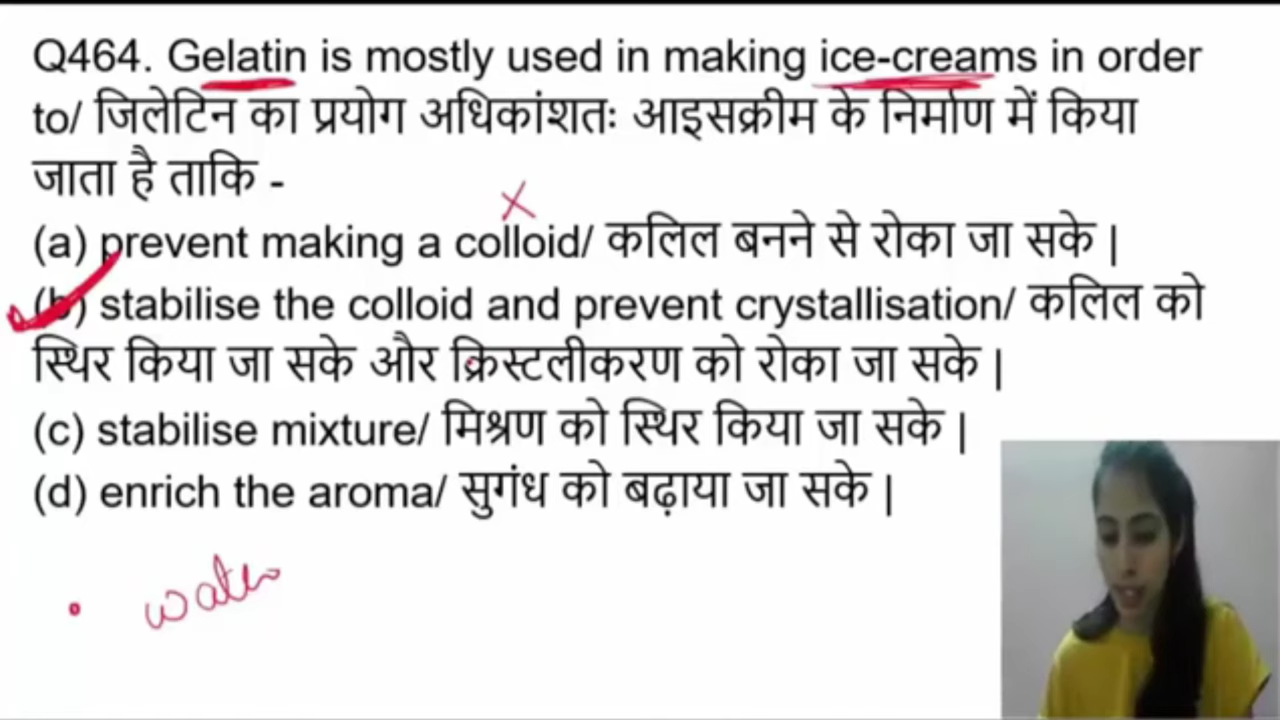 Q464. Gelatin is mostly used in making ice-creams in order
to/ जिलेटिन का प्रयोग अधिकांशतः आइसक्रीम के निर्माण में किया
जाता है ताकि -
(a) prevent making a colloid/ कलिल बनने से रोका जा सके |
(b) stabilise the colloid and prevent crystallisation/ कलिल को
स्थिर किया जा सके और क्रिस्टलीकरण को रोका जा सके |
(c) stabilise mixture/ मिश्रण को स्थिर किया जा सके |
(d) enrich the aroma/ सुगंध को बढ़ाया जा सके |
water